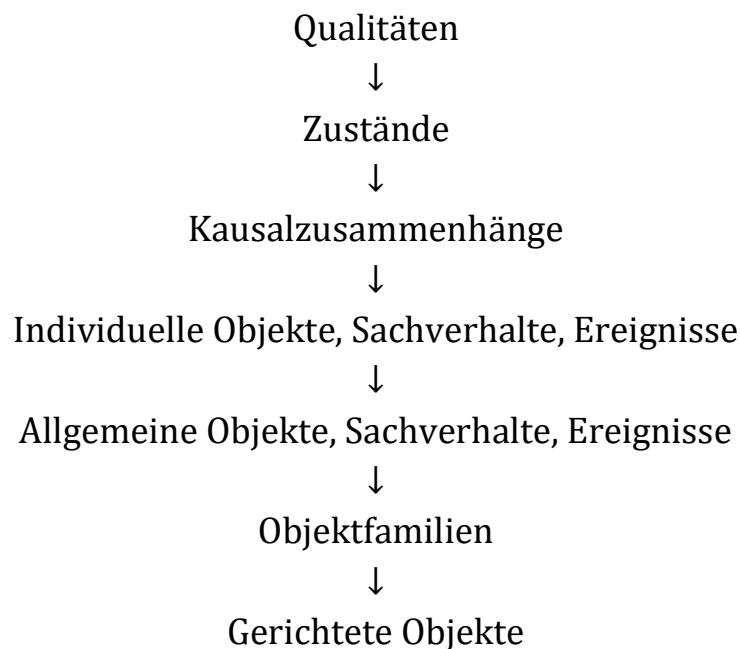 Qualitäten
↓
Zustände
↓
Kausalzusammenhänge
↓
Individuelle Objekte, Sachverhalte, Ereignisse
↓
Allgemeine Objekte, Sachverhalte, Ereignisse
↓
Objektfamilien
↓
Gerichtete Objekte